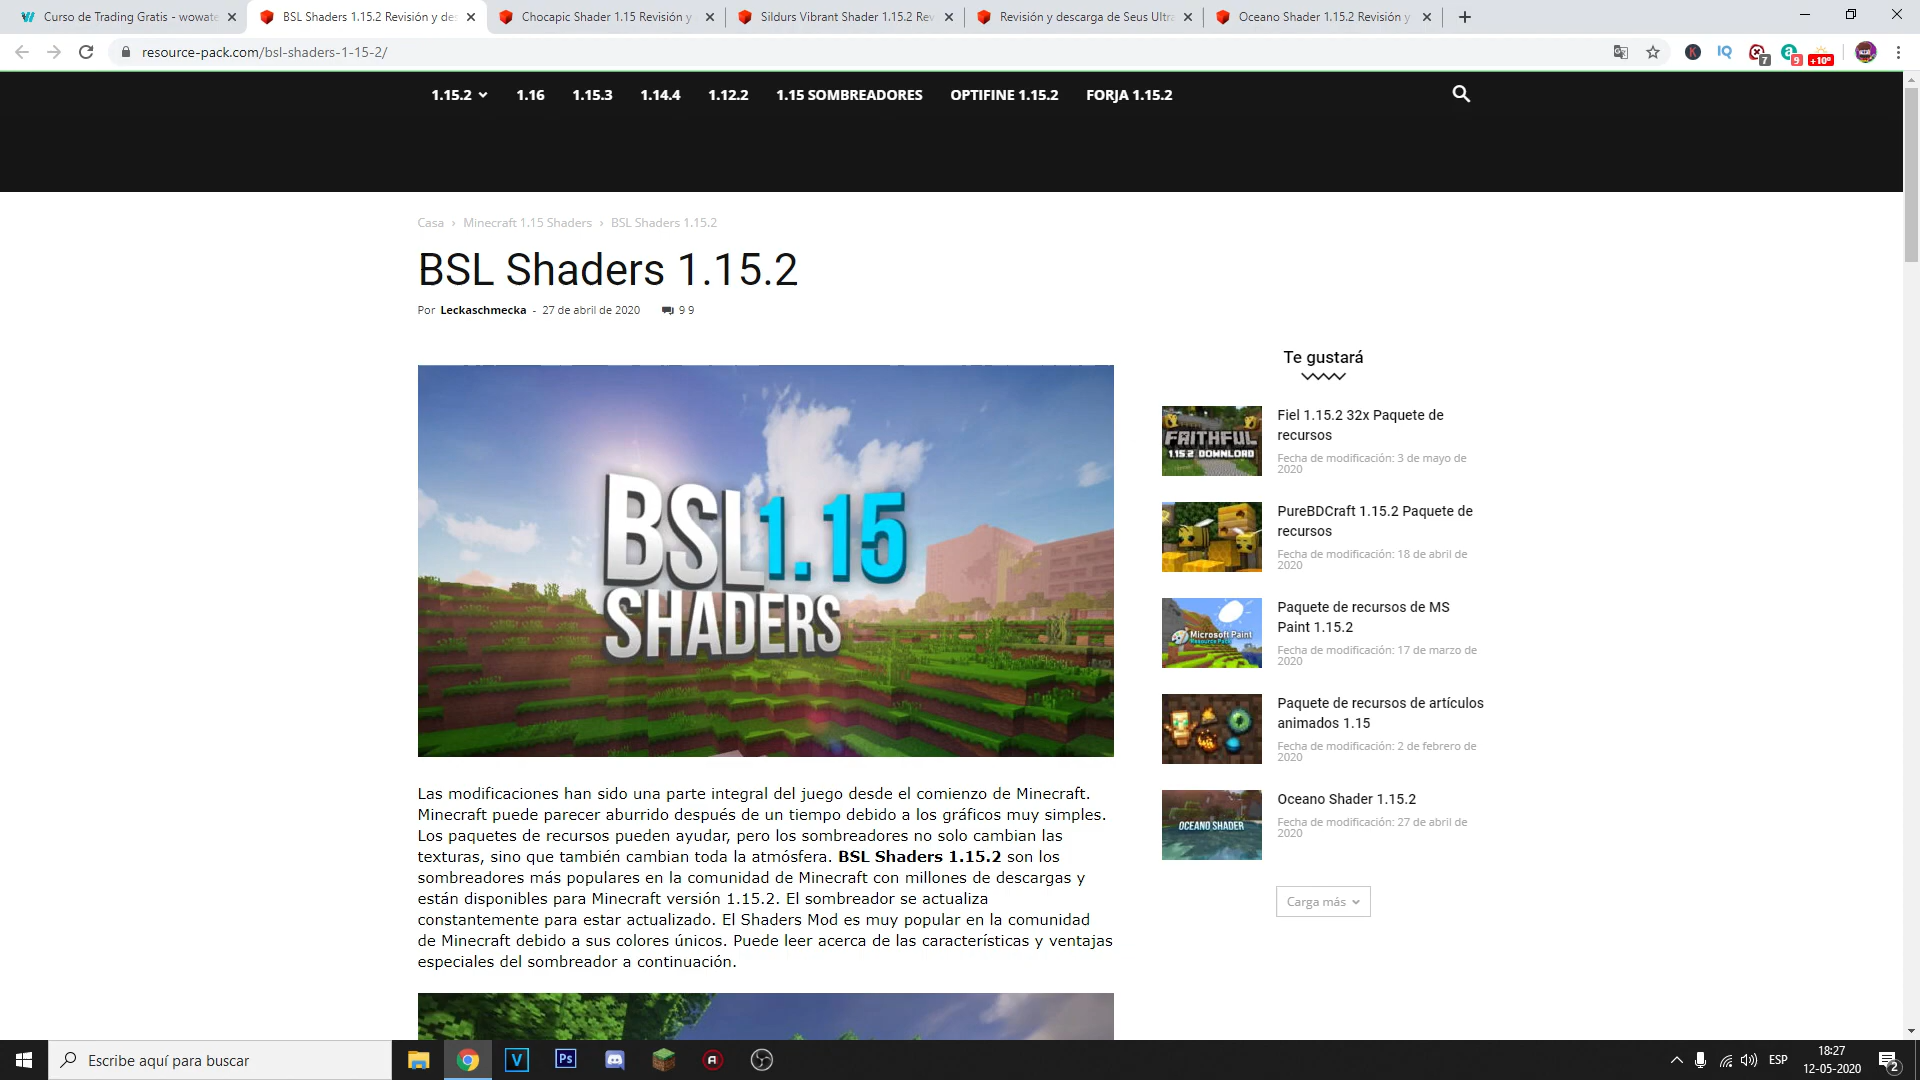 Curso de Trading Gratis - wowate
BSL Shaders 1.15.2 Revisión y de
Chocapic Shader 1.15 Revisión y
Sildurs Vibrant Shader 1.15.2 Rev
Revisión y descarga de Seus Ultra
Oceano Shader 1.15.2 Revisión y
resource-pack.com/bsl-shaders-1-15-2/
K
IQ
7
a
9
+10°
1.15.2
1.16
1.15.3
1.14.4
1.12.2
1.15 SOMBREADORES
OPTIFINE 1.15.2
FORJA 1.15.2
Casa › Minecraft 1.15 Shaders › BSL Shaders 1.15.2
BSL Shaders 1.15.2
Por Leckaschmecka - 27 de abril de 2020 9 9
BSL 1.15
SHADERS
Las modificaciones han sido una parte integral del juego desde el comienzo de Minecraft.
Minecraft puede parecer aburrido después de un tiempo debido a los gráficos muy simples.
Los paquetes de recursos pueden ayudar, pero los sombreadores no solo cambian las
texturas, sino que también cambian toda la atmósfera. BSL Shaders 1.15.2 son los
sombreadores más populares en la comunidad de Minecraft con millones de descargas y
están disponibles para Minecraft versión 1.15.2. El sombreador se actualiza
constantemente para estar actualizado. El Shaders Mod es muy popular en la comunidad
de Minecraft debido a sus colores únicos. Puede leer acerca de las características y ventajas
especiales del sombreador a continuación.
Te gustará
FAITHFUL
1.15.2 DOWNLOAD
Fiel 1.15.2 32x Paquete de
recursos
Fecha de modificación: 3 de mayo de
2020
PureBDCraft 1.15.2 Paquete de
recursos
Fecha de modificación: 18 de abril de
2020
Microsoft Paint
Resource Pack
Paquete de recursos de MS
Paint 1.15.2
Fecha de modificación: 17 de marzo de
2020
Paquete de recursos de artículos
animados 1.15
Fecha de modificación: 2 de febrero de
2020
OCEANO SHADER
Oceano Shader 1.15.2
Fecha de modificación: 27 de abril de
2020
Carga más
Escribe aquí para buscar
V
Ps
A
ESP
18:27
12-05-2020
2